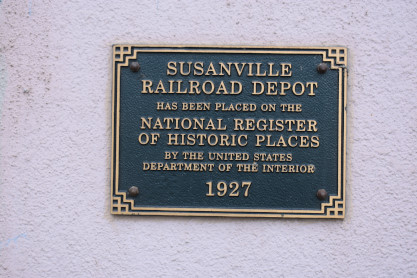 SUSANVILLE
RAILROAD DEPOT
HAS BEEN PLACED ON THE
NATIONAL REGISTER
OF HISTORIC PLACES
BY THE UNITED STATES
DEPARTMENT OF THE INTERIOR
1927